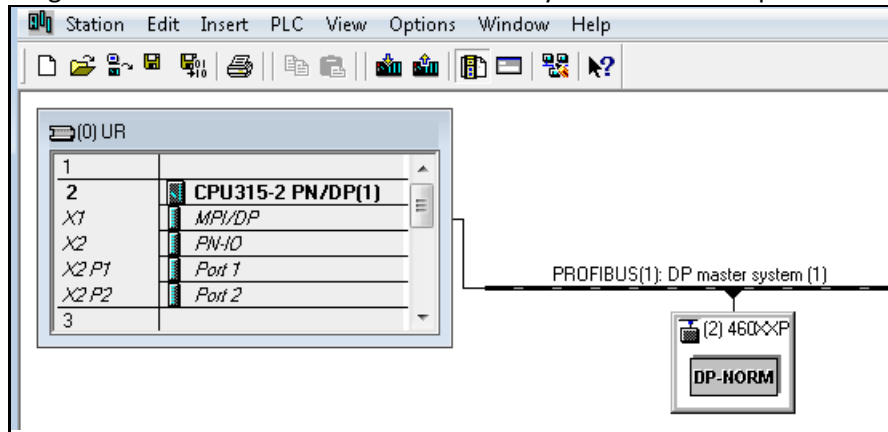 Station Edit Insert PLC View Options Window Help
(0) UR
1
2 CPU315-2 PN/DP(1)
X1 MPI/DP
X2 PN-IO
X2 P1 Port 1
X2 P2 Port 2
3
PROFIBUS(1): DP master system (1)
(2) 460XXP
DP-NORM